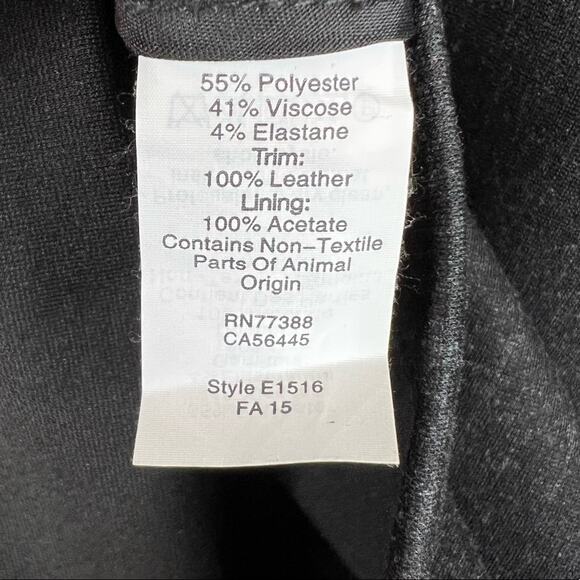 55% Polyester
41% Viscose
4% Elastane
Trim:
100% Leather
Lining:
100% Acetate
Contains Non-Textile
Parts Of Animal
Origin
RN77388
CA56445
Style E1516
FA 15